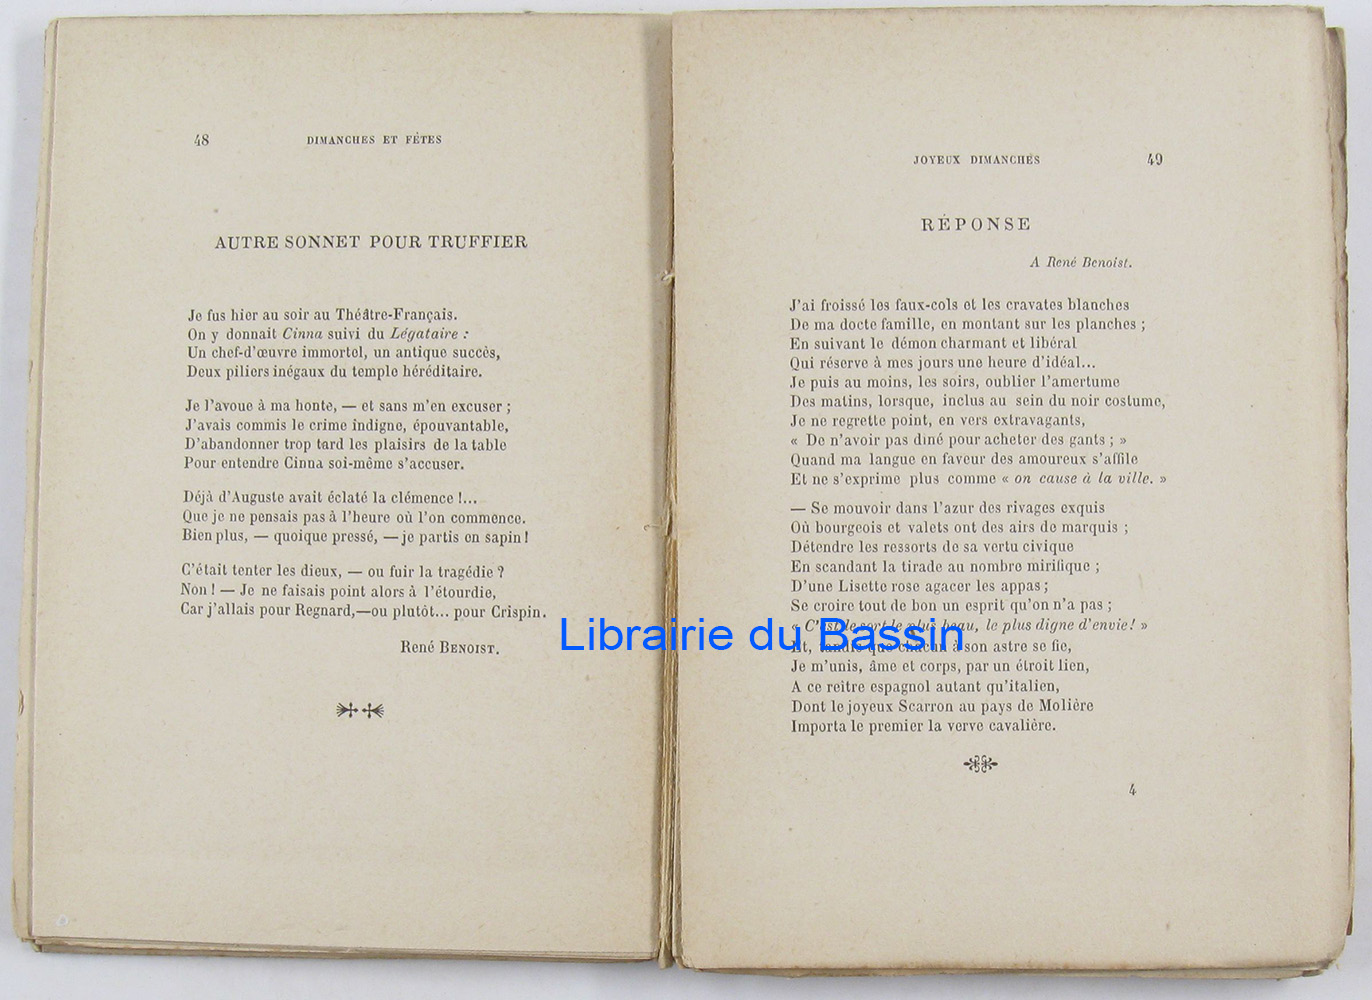 48 DIMANCHES ET FÊTES
AUTRE SONNET POUR TRUFFIER
Je fus hier au soir au Théâtre-Français.
On y donnait Cinna suivi du Légataire :
Un chef-d'œuvre immortel, un antique succès,
Deux piliers inégaux du temple héréditaire.
Je l'avoue à ma honte, — et sans m'en excuser ;
J'avais commis le crime indigne, épouvantable,
D'abandonner trop tard les plaisirs de la table
Pour entendre Cinna soi-même s'accuser.
Déjà d'Auguste avait éclaté la clémence !...
Que je ne pensais pas à l'heure où l'on commence.
Bien plus, — quoique pressé, — je partis en sapin !
C'était tenter les dieux, — ou fuir la tragédie ?
Non ! — Je ne faisais point alors à l'étourdie,
Car j'allais pour Regnard, — ou plutôt... pour Crispin.
René BENOIST.
JOYEUX DIMANCHES 49
RÉPONSE
A René Benoist.
J'ai froissé les faux-cols et les cravates blanches
De ma docte famille, en montant sur les planches ;
En suivant le démon charmant et libéral
Qui réserve à mes jours une heure d'idéal...
Je puis au moins, les soirs, oublier l'amertume
Des matins, lorsque, inclus au sein du noir costume,
Je ne regrette point, en vers extravagants,
« De n'avoir pas dîné pour acheter des gants ; »
Quand ma langue en faveur des amoureux s'affile
Et ne s'exprime plus comme « on cause à la ville. »
— Se mouvoir dans l'azur des rivages exquis
Où bourgeois et valets ont des airs de marquis ;
Détendre les ressorts de sa vertu civique
En scandant la tirade au nombre mirifique ;
D'une Lisette rose agacer les appas ;
Se croire tout de bon un esprit qu'on n'a pas ;
« C'est le sort le plus beau, le plus digne d'envie ! »
Et, tandis que chacun à son astre se fie,
Je m'unis, âme et corps, par un étroit lien,
A ce reître espagnol autant qu'italien,
Dont le joyeux Scarron au pays de Molière
Importa le premier la verve cavalière.
4
Librairie du Bassin